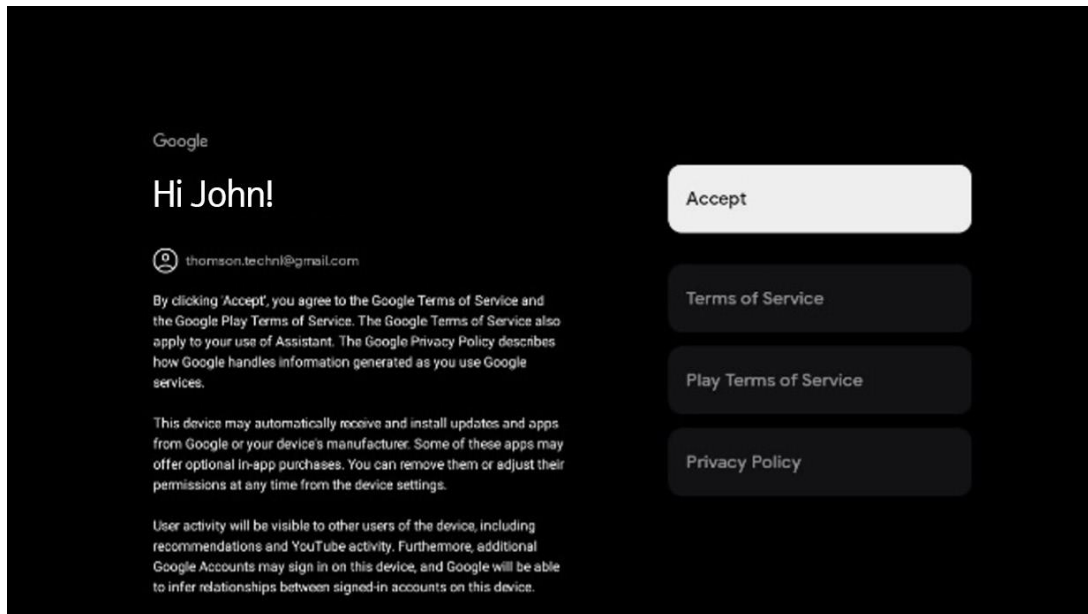 Google
Hi John!
thomson.technl@gmail.com
By clicking 'Accept', you agree to the Google Terms of Service and
the Google Play Terms of Service. The Google Terms of Service also
apply to your use of Assistant. The Google Privacy Policy describes
how Google handles information generated as you use Google
services.
This device may automatically receive and install updates and apps
from Google or your device's manufacturer. Some of these apps may
offer optional in-app purchases. You can remove them or adjust their
permissions at any time from the device settings.
User activity will be visible to other users of the device, including
recommendations and YouTube activity. Furthermore, additional
Google Accounts may sign in on this device, and Google will be able
to infer relationships between signed-in accounts on this device.
Accept
Terms of Service
Play Terms of Service
Privacy Policy